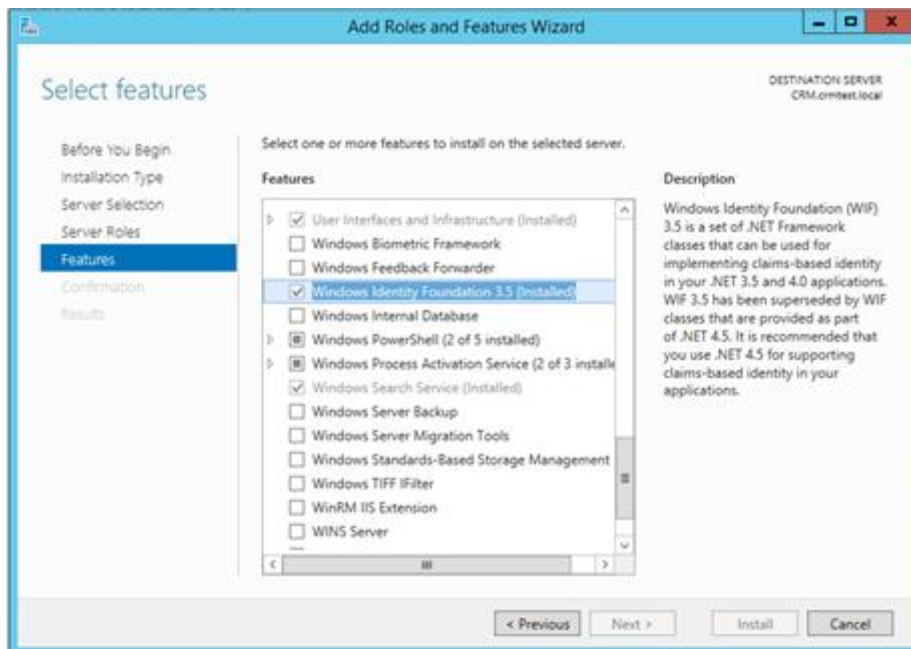 Add Roles and Features Wizard
Select features
DESTINATION SERVER
CRM.crmtest.local
Before You Begin
Installation Type
Server Selection
Server Roles
Features
Confirmation
Results
Select one or more features to install on the selected server.
Features
User Interfaces and Infrastructure (Installed)
Windows Biometric Framework
Windows Feedback Forwarder
Windows Identity Foundation 3.5 (Installed)
Windows Internal Database
Windows PowerShell (2 of 5 installed)
Windows Process Activation Service (2 of 3 installe
Windows Search Service (Installed)
Windows Server Backup
Windows Server Migration Tools
Windows Standards-Based Storage Management
Windows TIFF IFilter
WinRM IIS Extension
WINS Server
Description
Windows Identity Foundation (WIF)
3.5 is a set of .NET Framework
classes that can be used for
implementing claims-based identity
in your .NET 3.5 and 4.0 applications.
WIF 3.5 has been superseded by WIF
classes that are provided as part
of .NET 4.5. It is recommended that
you use .NET 4.5 for supporting
claims-based identity in your
applications.
< Previous
Next >
Install
Cancel